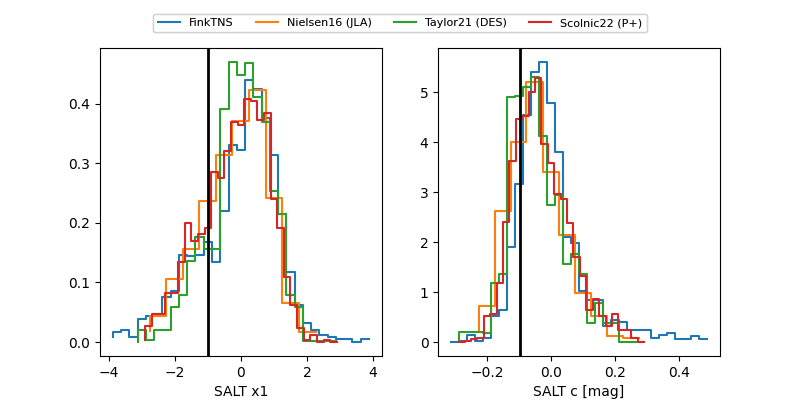 FinkTNS Nielsen16 (JLA) Taylor21 (DES) Scolnic22 (P+)
0.4
0.3
0.2
0.1
0.0
−4 −2 0 2 4
SALT x1
5
4
3
2
1
0
−0.2 0.0 0.2 0.4
SALT c [mag]